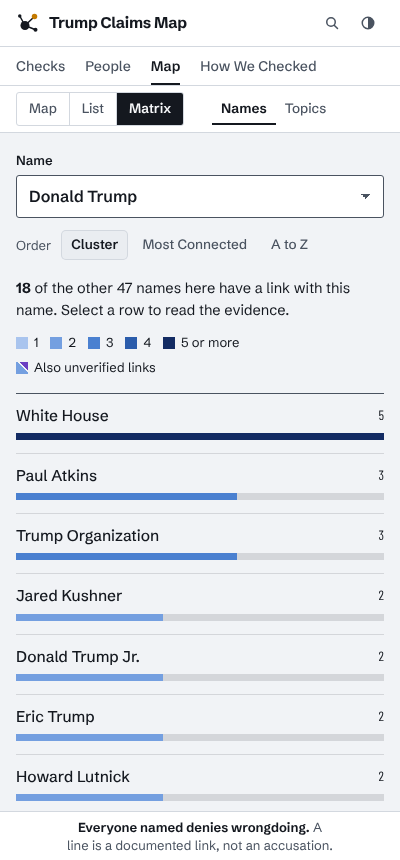 Trump Claims Map
Checks People Map How We Checked
Map List Matrix Names Topics
Name
Donald Trump
Order Cluster Most Connected A to Z
18 of the other 47 names here have a link with this
name. Select a row to read the evidence.
1 2 3 4 5 or more
Also unverified links
White House 5
Paul Atkins 3
Trump Organization 3
Jared Kushner 2
Donald Trump Jr. 2
Eric Trump 2
Howard Lutnick 2
Everyone named denies wrongdoing. A
line is a documented link, not an accusation.